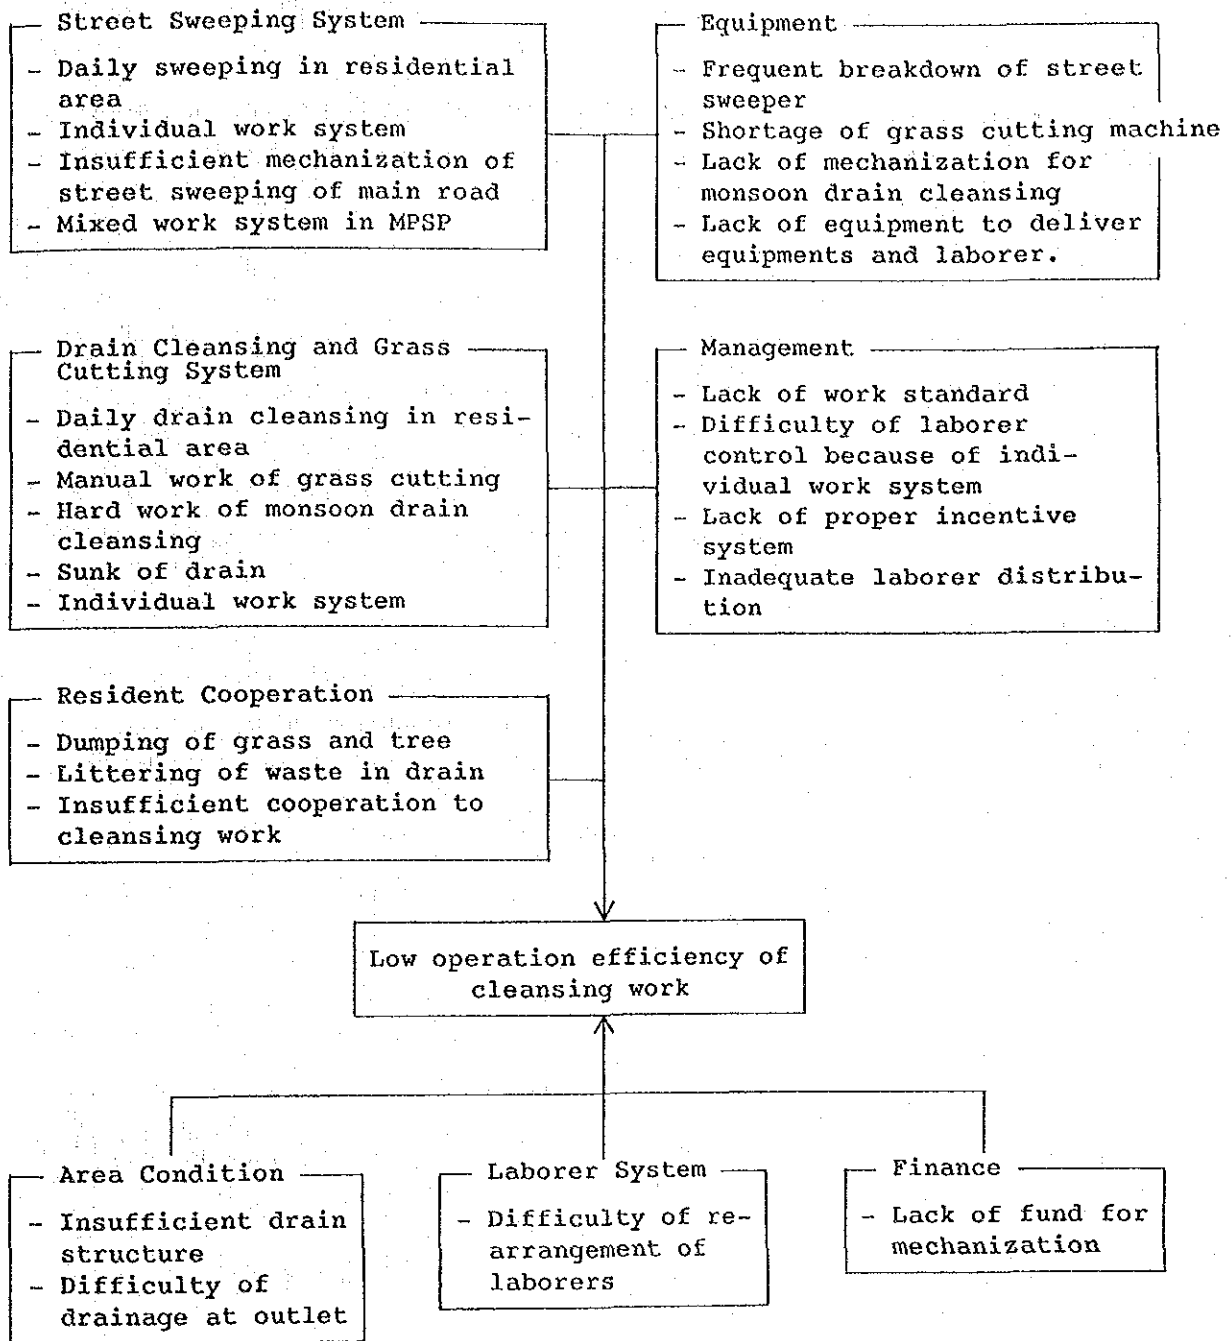 Street Sweeping System
- Daily sweeping in residential
area
- Individual work system
- Insufficient mechanization of
street sweeping of main road
- Mixed work system in MPSP
Equipment
- Frequent breakdown of street
sweeper
- Shortage of grass cutting machine
- Lack of mechanization for
monsoon drain cleansing
- Lack of equipment to deliver
equipments and laborer.
Drain Cleansing and Grass
Cutting System
- Daily drain cleansing in resi-
dential area
- Manual work of grass cutting
- Hard work of monsoon drain
cleansing
- Sunk of drain
- Individual work system
Management
- Lack of work standard
- Difficulty of laborer
control because of indi-
vidual work system
- Lack of proper incentive
system
- Inadequate laborer distribu-
tion
Resident Cooperation
- Dumping of grass and tree
- Littering of waste in drain
- Insufficient cooperation to
cleansing work
Low operation efficiency of
cleansing work
Area Condition
- Insufficient drain
structure
- Difficulty of
drainage at outlet
Laborer System
- Difficulty of re-
arrangement of
laborers
Finance
- Lack of fund for
mechanization